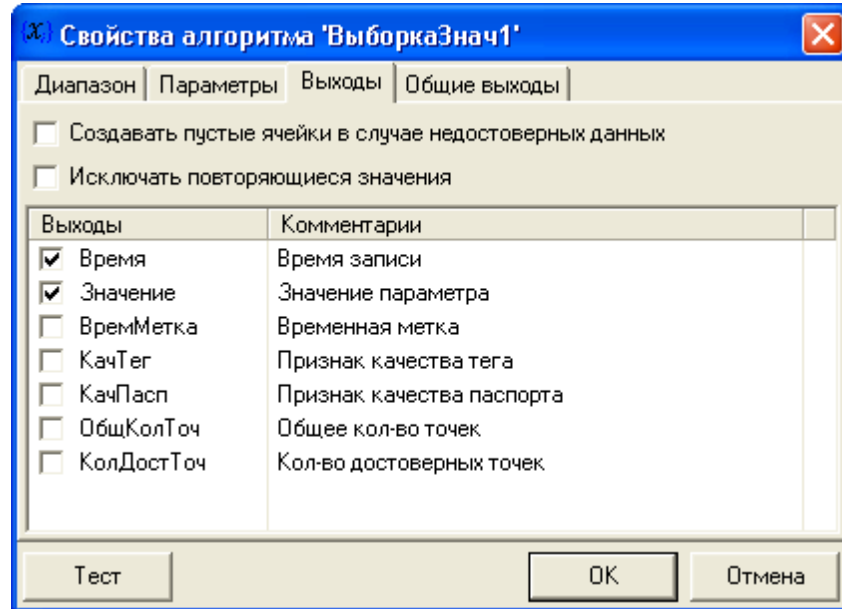 {X} Свойства алгоритма 'ВыборкаЗнач1'
Диапазон Параметры Выходы Общие выходы
Создавать пустые ячейки в случае недостоверных данных
Исключать повторяющиеся значения
Выходы Комментарии
Время Время записи
Значение Значение параметра
ВремМетка Временная метка
КачТег Признак качества тега
КачПасп Признак качества паспорта
ОбщКолТоч Общее кол-во точек
КолДостТоч Кол-во достоверных точек
Тест OK Отмена